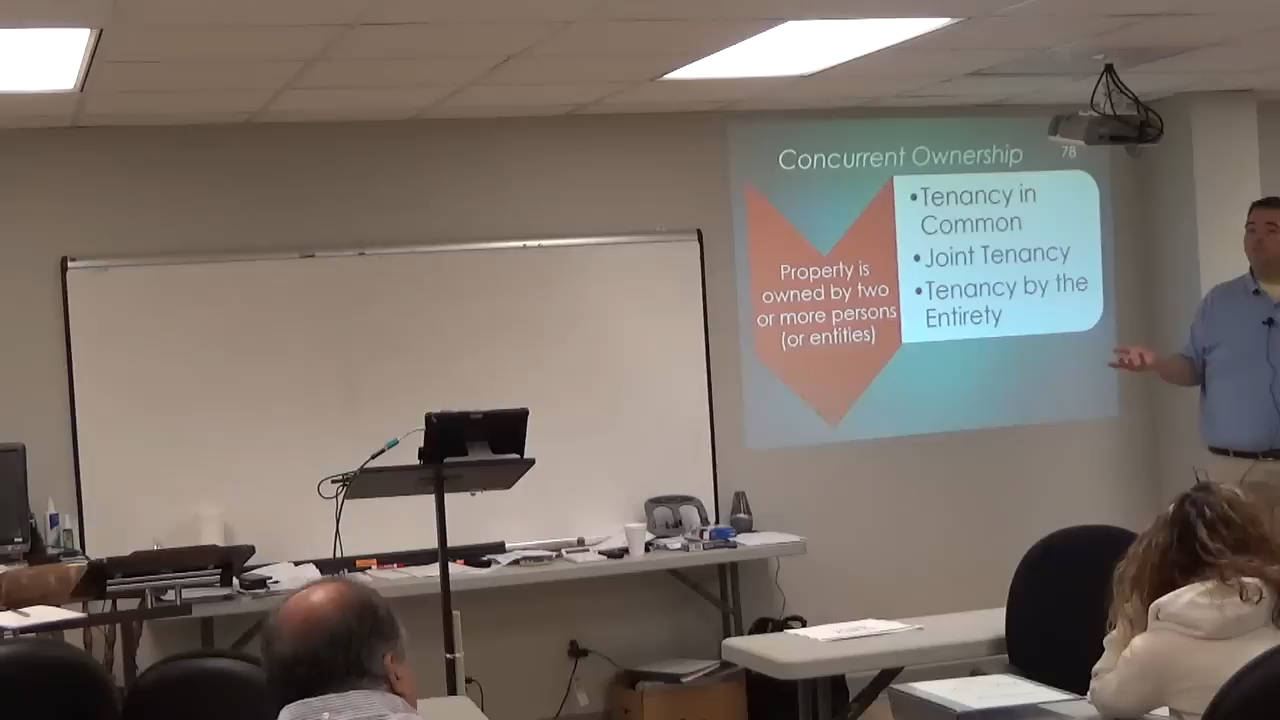 Concurrent Ownership
78
Property is
owned by two
or more persons
(or entities)
•Tenancy in
Common
•Joint Tenancy
•Tenancy by the
Entirety